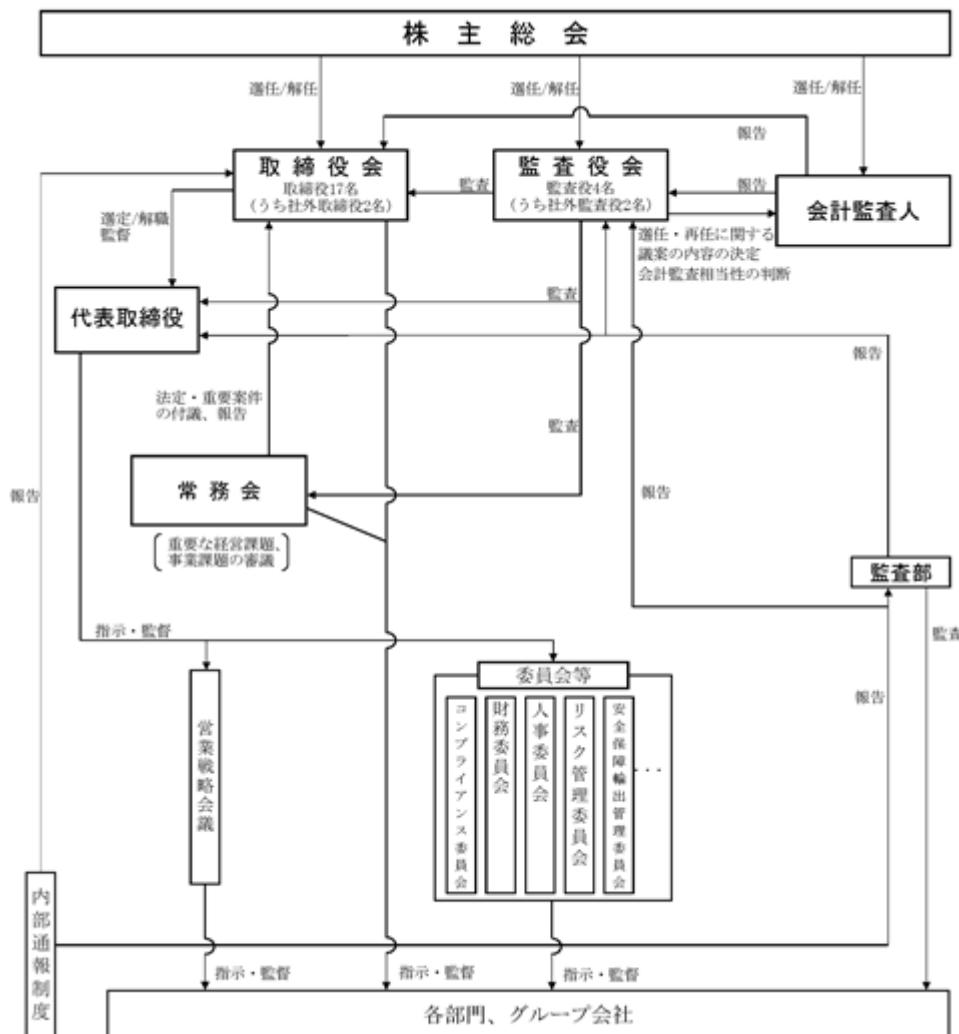 株主総会
選任/解任
選任/解任
選任/解任
報告
取締役会
取締役17名
(うち社外取締役2名)
監査
監査役会
監査役4名
(うち社外監査役2名)
報告
会計監査人
選定/解職
監督
選任・再任に関する
議案の内容の決定
会計監査相当性の判断
代表取締役
監査
報告
法定・重要案件
の付議、報告
監査
常務会
重要な経営課題、
事業課題の審議
報告
報告
監査部
監査
指示・監督
委員会等
報告
営業戦略会議
コンプライアンス委員会
財務委員会
人事委員会
リスク管理委員会
安全保障輸出管理委員会
・・・
内部通報制度
指示・監督
指示・監督
指示・監督
各部門、グループ会社